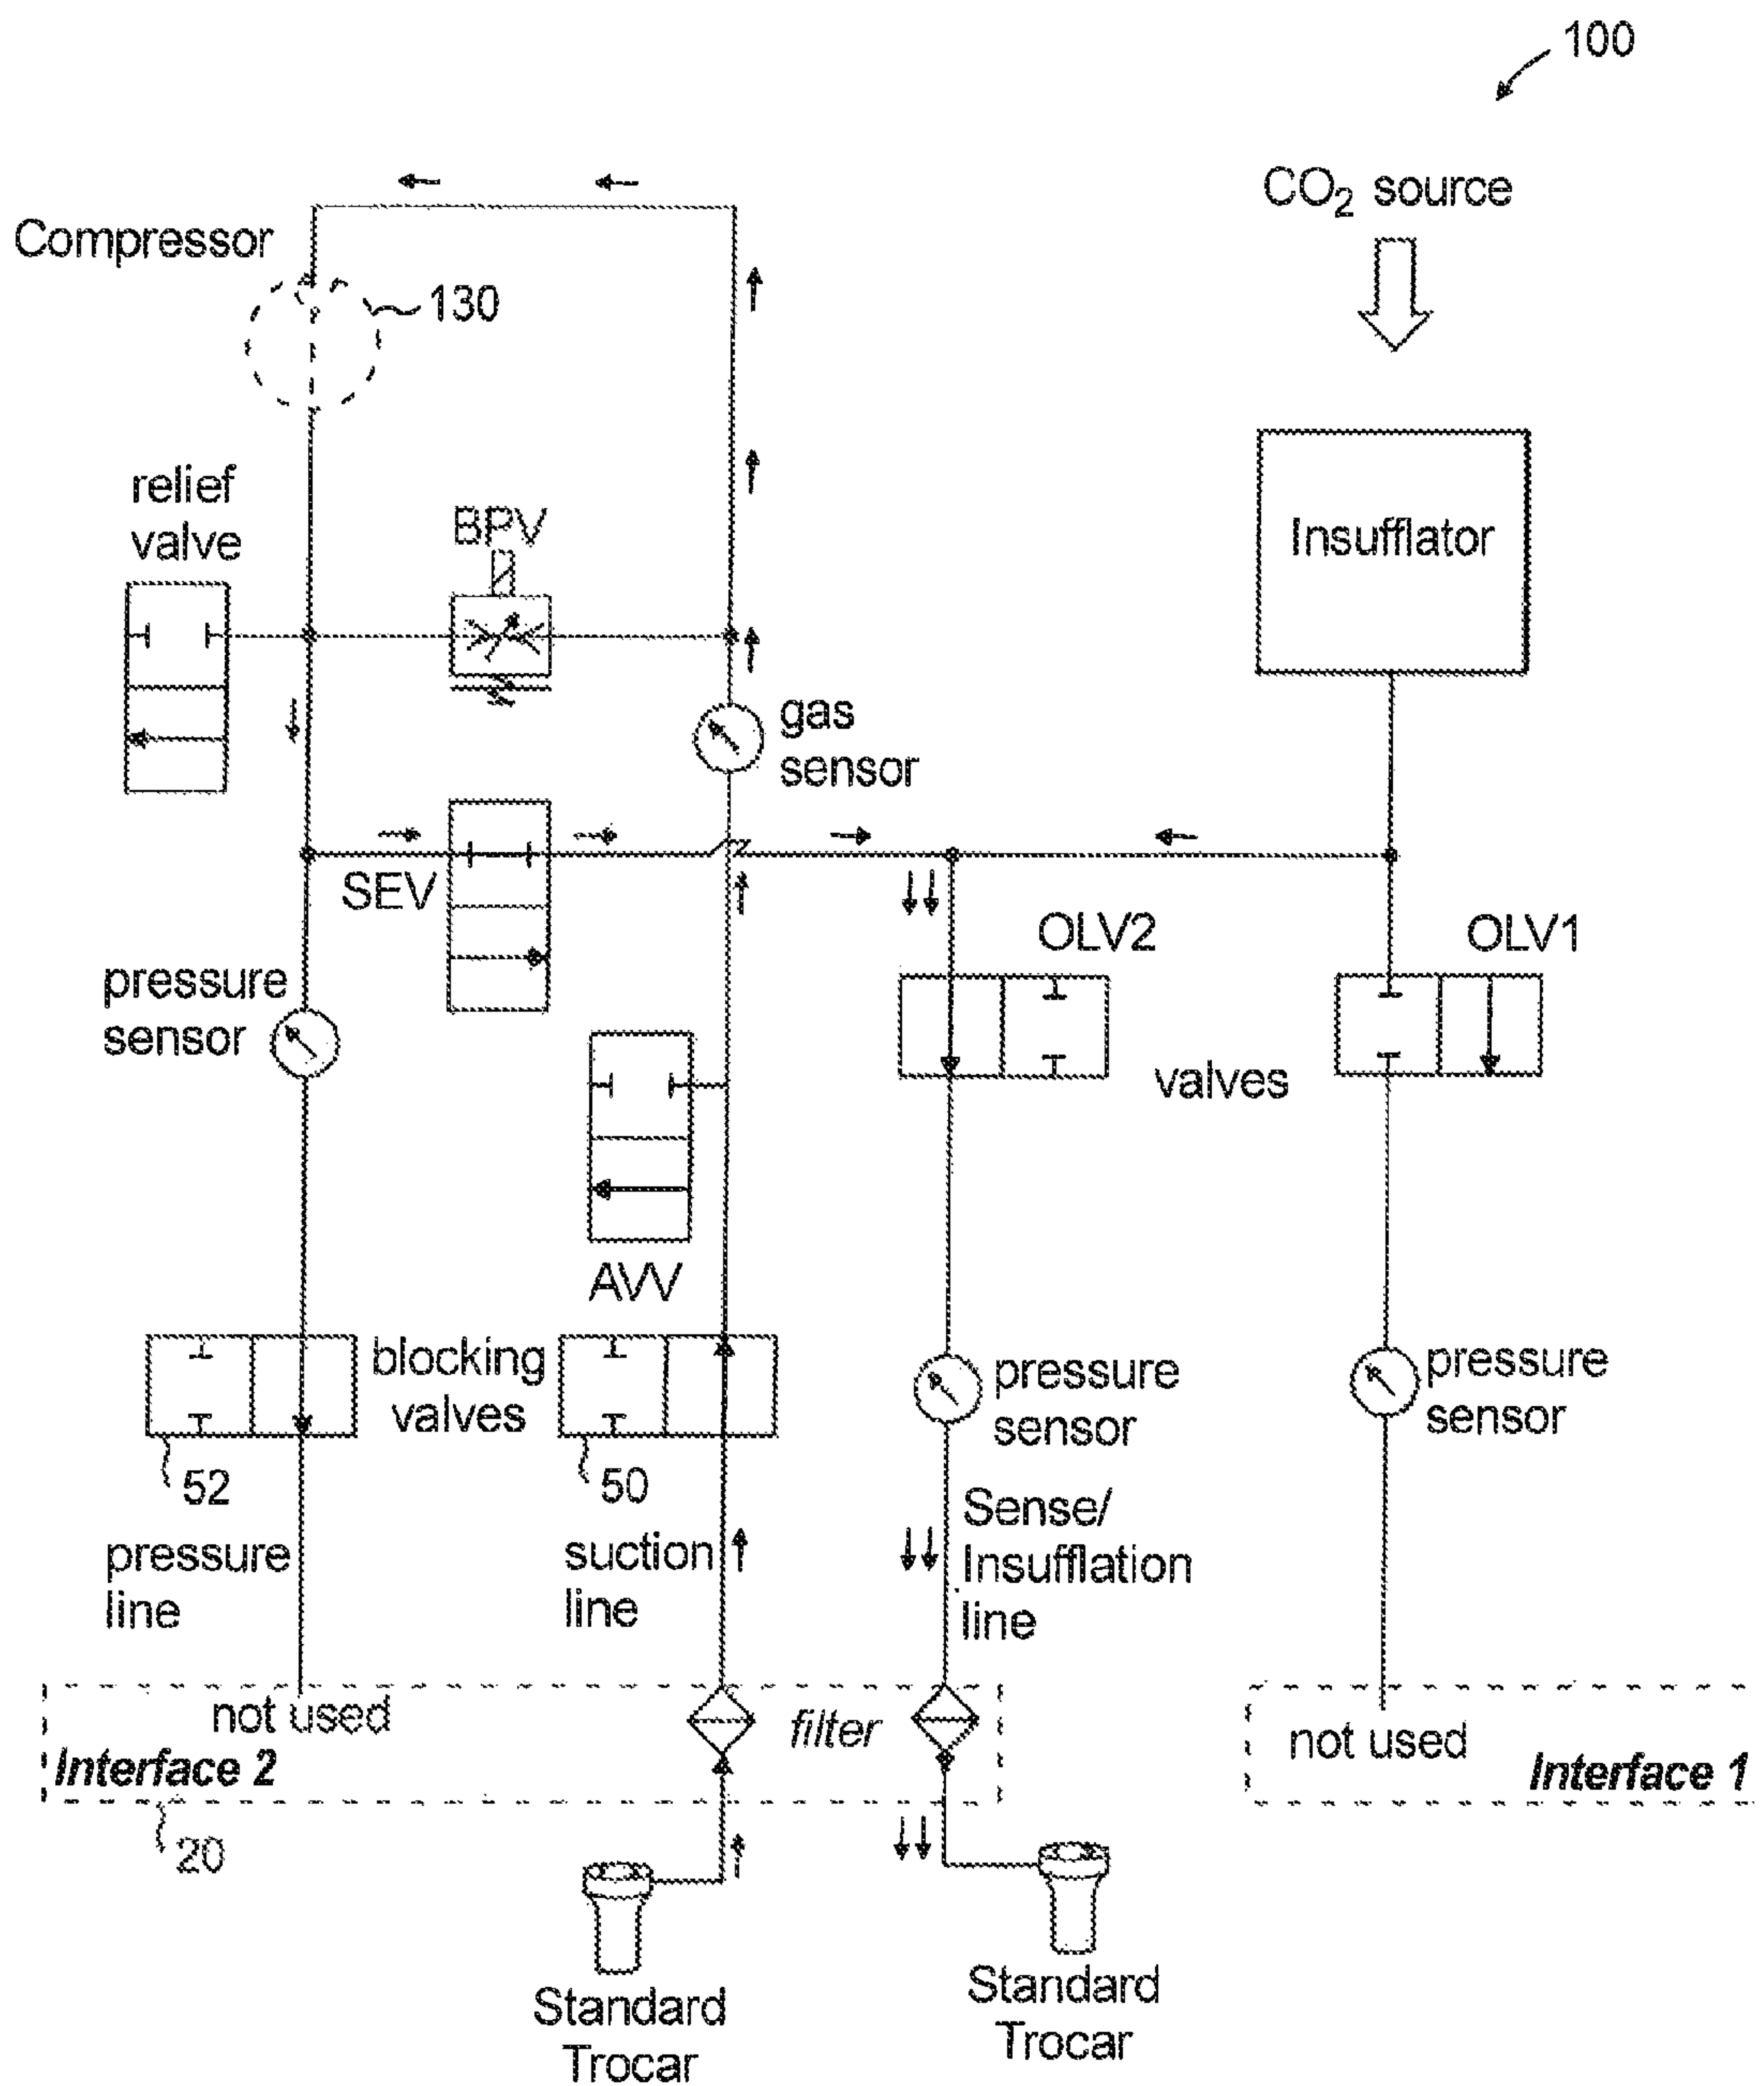 100
CO2 source
Compressor
130
relief
valve
BPV
Insufflator
gas
sensor
SEV
OLV2
OLV1
pressure
sensor
valves
AVV
blocking
valves
pressure
sensor
pressure
sensor
52
50
Sense/
Insufflation
line
pressure
line
suction
line
not used
filter
not used
Interface 2
Interface 1
20
Standard
Trocar
Standard
Trocar